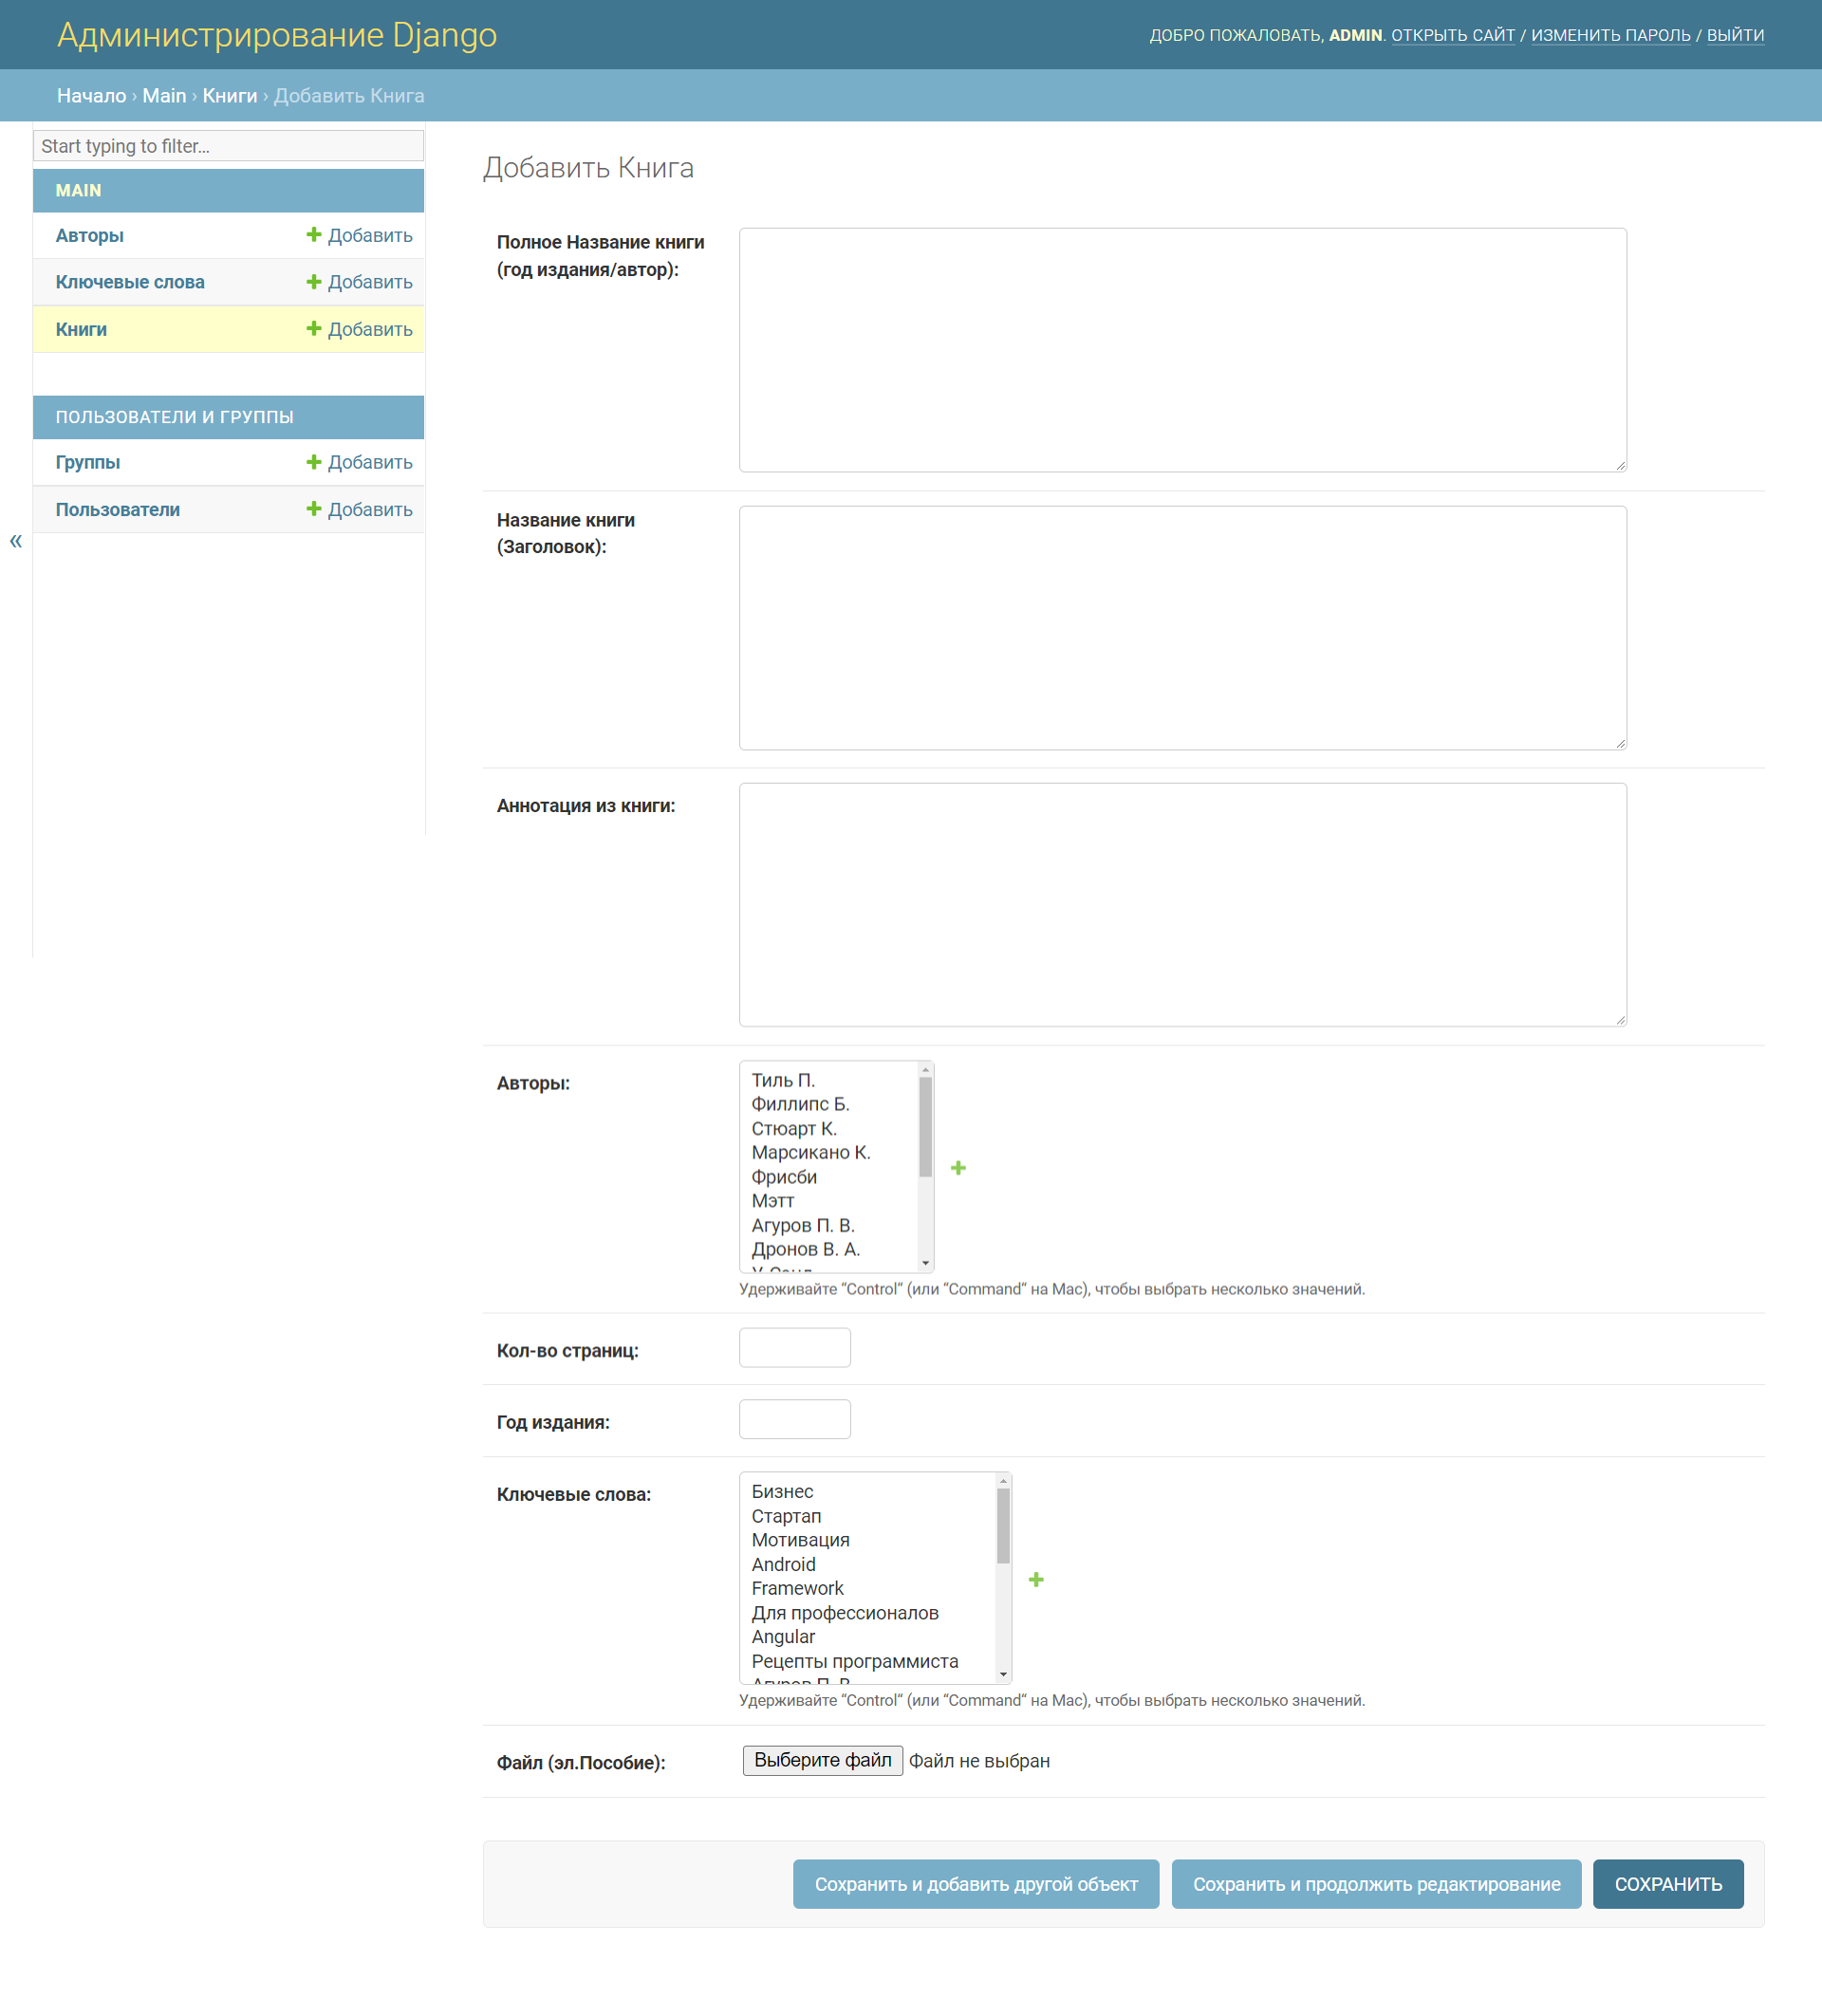 Администрирование Django
ДОБРО ПОЖАЛОВАТЬ, ADMIN. ОТКРЫТЬ САЙТ / ИЗМЕНИТЬ ПАРОЛЬ / ВЫЙТИ
Начало › Main › Книги › Добавить Книга
Start typing to filter...
MAIN
Авторы Добавить
Ключевые слова Добавить
Книги Добавить
ПОЛЬЗОВАТЕЛИ И ГРУППЫ
Группы Добавить
Пользователи Добавить
«
Добавить Книга
Полное Название книги
(год издания/автор):
Название книги
(Заголовок):
Аннотация из книги:
Авторы:
Тиль П.
Филлипс Б.
Стюарт К.
Марсикано К.
Фрисби
Мэтт
Агуров П. В.
Дронов В. А.
Удерживайте “Control“ (или “Command“ на Mac), чтобы выбрать несколько значений.
Кол-во страниц:
Год издания:
Ключевые слова:
Бизнес
Стартап
Мотивация
Android
Framework
Для профессионалов
Angular
Рецепты программиста
Агуров П. В.
Удерживайте “Control“ (или “Command“ на Mac), чтобы выбрать несколько значений.
Файл (эл.Пособие):
Выберите файл Файл не выбран
Сохранить и добавить другой объект
Сохранить и продолжить редактирование
СОХРАНИТЬ